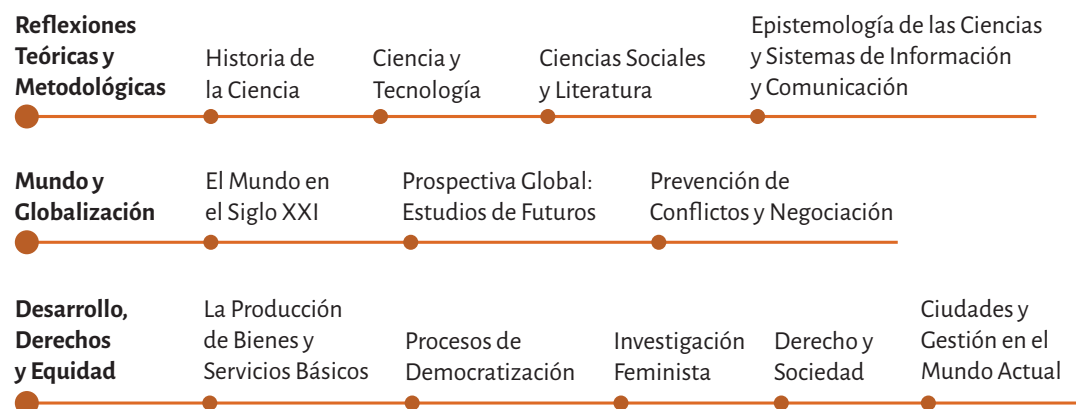 Reflexiones
Teóricas y
Metodológicas
Historia de
la Ciencia
Ciencia y
Tecnología
Ciencias Sociales
y Literatura
Epistemología de las Ciencias
y Sistemas de Información
y Comunicación
Mundo y
Globalización
El Mundo en
el Siglo XXI
Prospectiva Global:
Estudios de Futuros
Prevención de
Conflictos y Negociación
Desarrollo,
Derechos
y Equidad
La Producción
de Bienes y
Servicios Básicos
Procesos de
Democratización
Investigación
Feminista
Derecho y
Sociedad
Ciudades y
Gestión en el
Mundo Actual